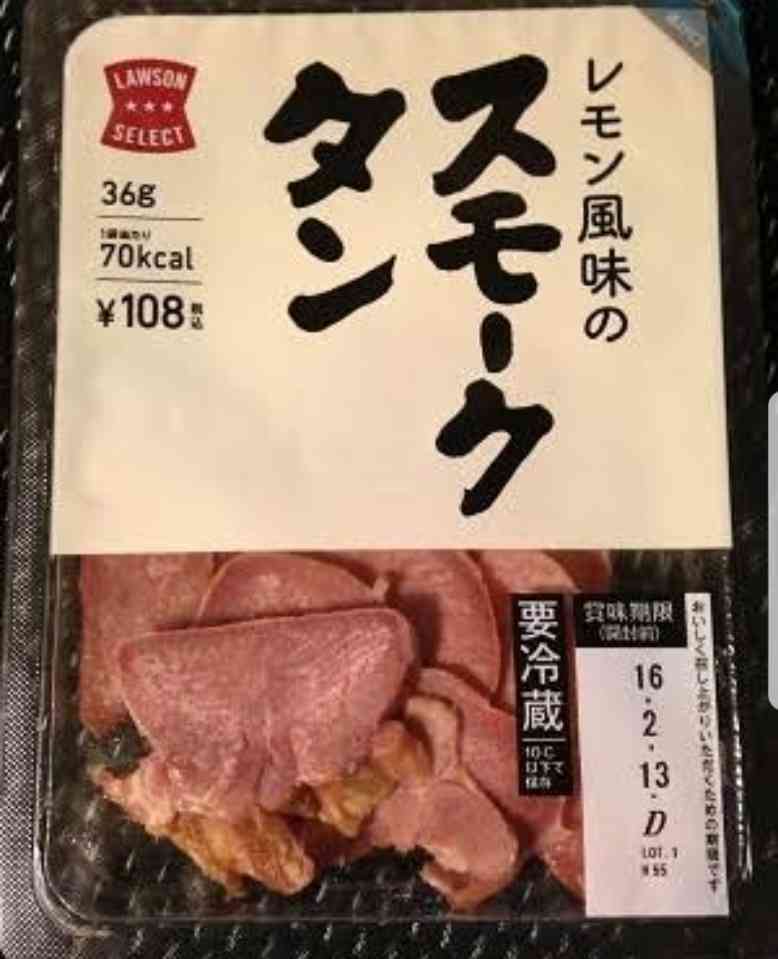 LAWSON
★★★
SELECT
36g
1袋当たり
70kcal
¥108税込
レモン風味の
スモーク
タン
要冷蔵
10℃
以下で
保存
賞味期限
(開封前)
16.2.13.D
LOT.1
おいしく召し上がりいただくための期限です